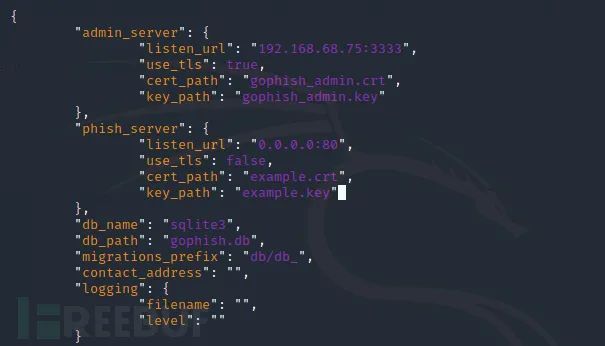 {
"admin_server": {
"listen_url": "192.168.68.75:3333",
"use_tls": true,
"cert_path": "gophish_admin.crt",
"key_path": "gophish_admin.key"
},
"phish_server": {
"listen_url": "0.0.0.0:80",
"use_tls": false,
"cert_path": "example.crt",
"key_path": "example.key"
},
"db_name": "sqlite3",
"db_path": "gophish.db",
"migrations_prefix": "db/db_",
"contact_address": "",
"logging": {
"filename": "",
"level": ""
}
FREEBUF